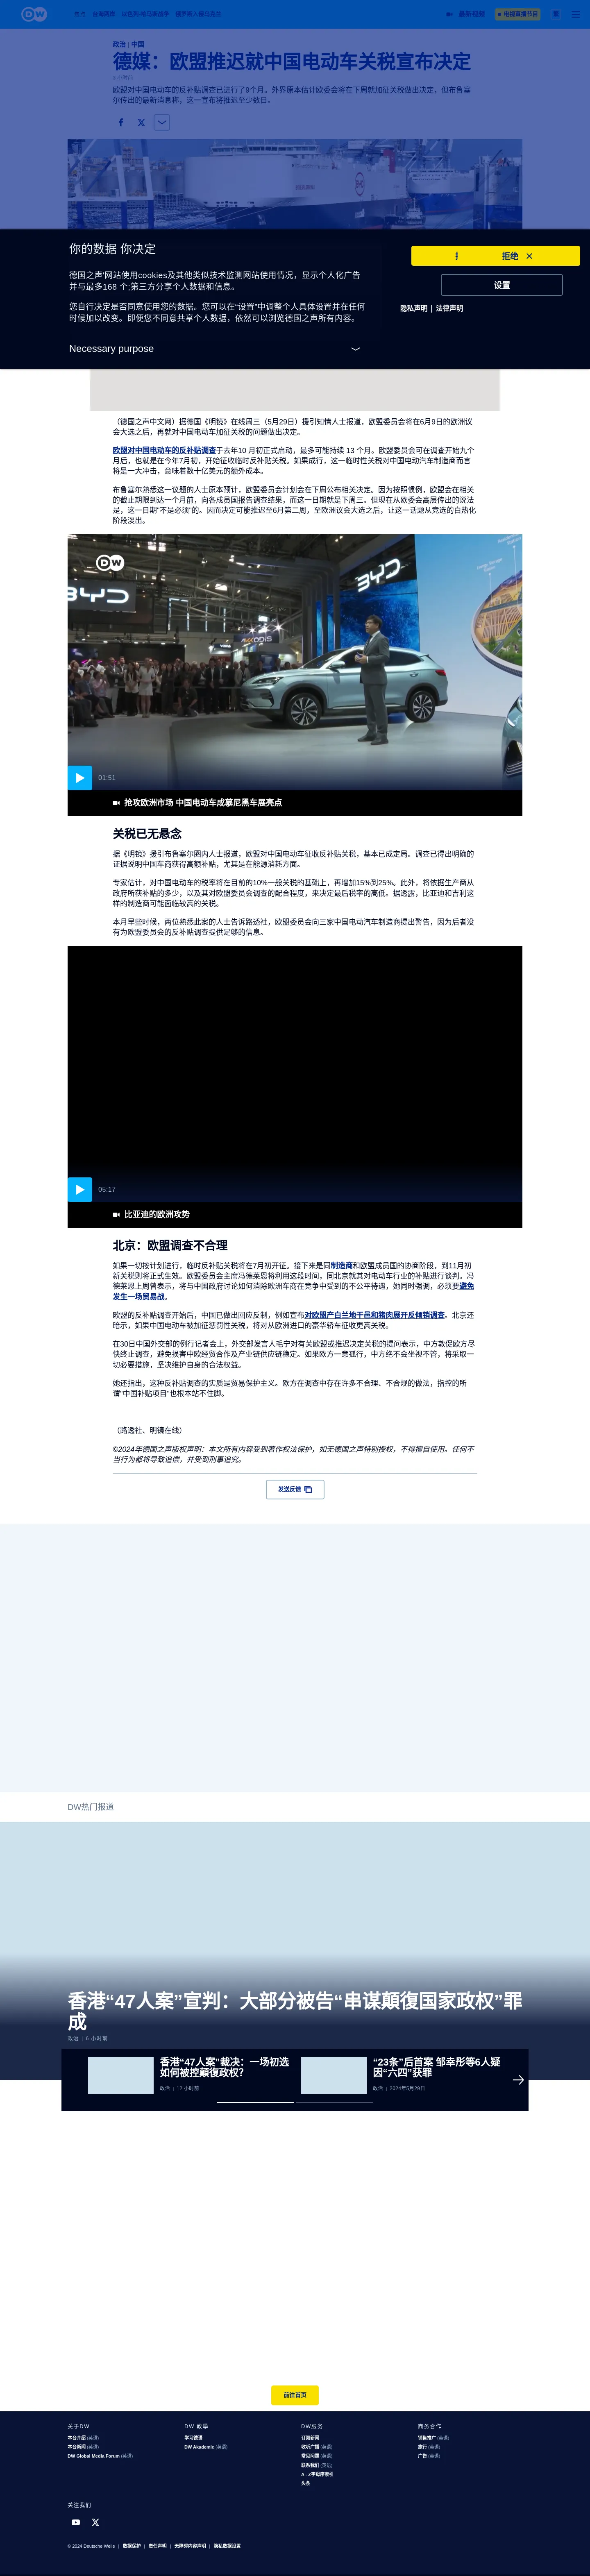 DW
台海两岸
以色列/哈马斯战争
俄罗斯入侵乌克兰
最新视频
电视直播节目
政治 | 中国
德媒：欧盟推迟就中国电动车关税宣布决定
欧盟对中国电动车的反补贴调查已进行了9个月。外界原本估计欧委会将在下周就加征关税做出决定，但布鲁塞
尔传出的最新消息称，这一宣布将推迟至少数日。
你的数据 你决定
拒绝
德国之声'网站使用cookies及其他类似技术监测网站使用情况，显示个人化广告
并与最多168 个;第三方分享个人数据和信息。
设置
您自行决定是否同意使用您的数据。您可以在"设置"中调整个人具体设置并在任何
时候加以改变。即使您不同意共享个人数据，依然可以浏览德国之声所有内容。
隐私声明 | 法律声明
Necessary purpose
（德国之声中文网）据德国《明镜》在线周三（5月29日）援引知情人士报道，欧盟委员会将在6月9日的欧洲议
会大选之后，再就对中国电动车加征关税的问题做出决定。
欧盟对中国电动车的反补贴调查于去年10 月初正式启动，最多可能持续 13 个月。欧盟委员会可在调查开始九个
月后，也就是在今年7月初，开始征收临时反补贴关税。如果成行，这一临时性关税对中国电动汽车制造商而言
将是一大冲击，意味着数十亿美元的额外成本。
布鲁塞尔熟悉这一议题的人士原本预计，欧盟委员会计划会在下周公布相关决定。因为按照惯例，欧盟会在相关
的截止期限到达一个月前，向各成员国报告调查结果，而这一日期就是下周三。但现在从欧委会高层传出的说法
是，这一日期"不是必须"的。因而决定可能推迟至6月第二周，至欧洲议会大选之后，让这一话题从竞选的白热化
阶段淡出。
DW
BYD
BYD
01:51
抢攻欧洲市场 中国电动车成慕尼黑车展亮点
关税已无悬念
据《明镜》援引布鲁塞尔圈内人士报道，欧盟对中国电动车征收反补贴关税，基本已成定局。调查已得出明确的
证据说明中国车商获得高额补贴，尤其是在能源消耗方面。
专家估计，对中国电动车的税率将在目前的10%一般关税的基础上，再增加15%到25%。此外，将依据生产商从
政府所获补贴的多少，以及其对欧盟委员会调查的配合程度，来决定最后税率的高低。据透露，比亚迪和吉利这
样的制造商可能面临较高的关税。
本月早些时候，两位熟悉此案的人士告诉路透社，欧盟委员会向三家中国电动汽车制造商提出警告，因为后者没
有为欧盟委员会的反补贴调查提供足够的信息。
05:17
比亚迪的欧洲攻势
北京：欧盟调查不合理
如果一切按计划进行，临时反补贴关税将在7月初开征。接下来是同制造商和欧盟成员国的协商阶段，到11月初
新关税则将正式生效。欧盟委员会主席冯德莱恩将利用这段时间，同北京就其对电动车行业的补贴进行谈判。冯
德莱恩上周曾表示，将与中国政府讨论如何消除欧洲车商在竞争中受到的不公平待遇，她同时强调，必须要避免
发生一场贸易战。
欧盟的反补贴调查开始后，中国已做出回应反制，例如宣布对欧盟产白兰地干邑和猪肉展开反倾销调查。北京还
暗示，如果中国电动车被加征惩罚性关税，将对从欧洲进口的豪华轿车征收更高关税。
在30日中国外交部的例行记者会上，外交部发言人毛宁对有关欧盟或推迟决定关税的提问表示，中方敦促欧方尽
快终止调查，避免损害中欧经贸合作及产业链供应链稳定。如果欧方一意孤行，中方绝不会坐视不管，将采取一
切必要措施，坚决维护自身的合法权益。
她还指出，这种反补贴调查的实质是贸易保护主义。欧方在调查中存在许多不合理、不合规的做法，指控的所
谓"中国补贴项目"也根本站不住脚。
（路透社、明镜在线）
©2024年德国之声版权声明：本文所有内容受到著作权法保护，如无德国之声特别授权，不得擅自使用。任何不
当行为都将导致追偿，并受到刑事追究。
发送反馈
DW热门报道
香港“47人案”宣判：大部分被告“串谋颠復国家政权”罪
成
政治 | 6 小时前
香港“47人案”裁决：一场初选
如何被控颠復政权？
政治 | 12 小时前
“23条”后首案 邹幸彤等6人疑
因“六四”获罪
政治 | 2024年5月29日
前往首页
关于DW
本台介绍 (英语)
本台新闻 (英语)
DW Global Media Forum (英语)
DW 教學
学习德语
DW Akademie (英语)
DW服务
订阅新闻
收听广播 (英语)
常见问题 (英语)
联系我们 (英语)
A - Z字母序索引
头条
商务合作
销售推广 (英语)
旅行 (英语)
广告 (英语)
关注我们
© 2024 Deutsche Welle | 数据保护 | 责任声明 | 无障碍内容声明 | 隐私数据设置